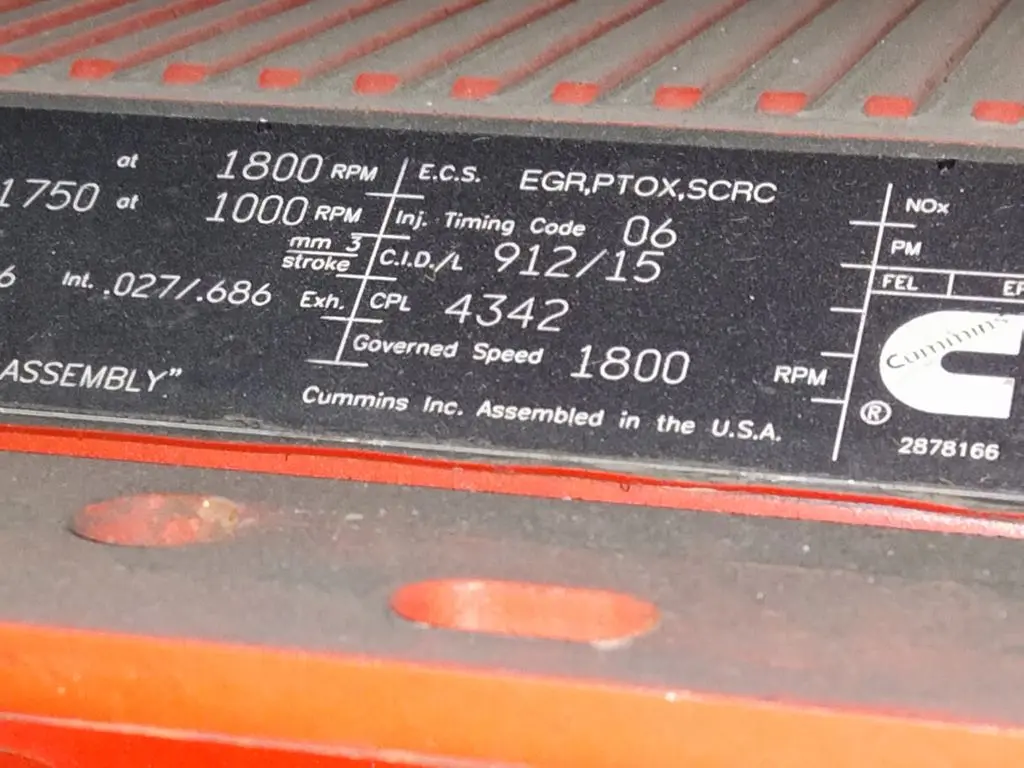 at 1800 RPM
1750 at 1000 RPM
mm 3
stroke
6 Int. .027/.686 Exh.
ASSEMBLY"
E.C.S. EGR,PTOX,SCRC
Inj. Timing Code 06
C.I.D./L 912/15
CPL 4342
Governed Speed 1800 RPM
Cummins Inc. Assembled in the U.S.A.
NOx
PM
FEL
Cummins
®
2878166